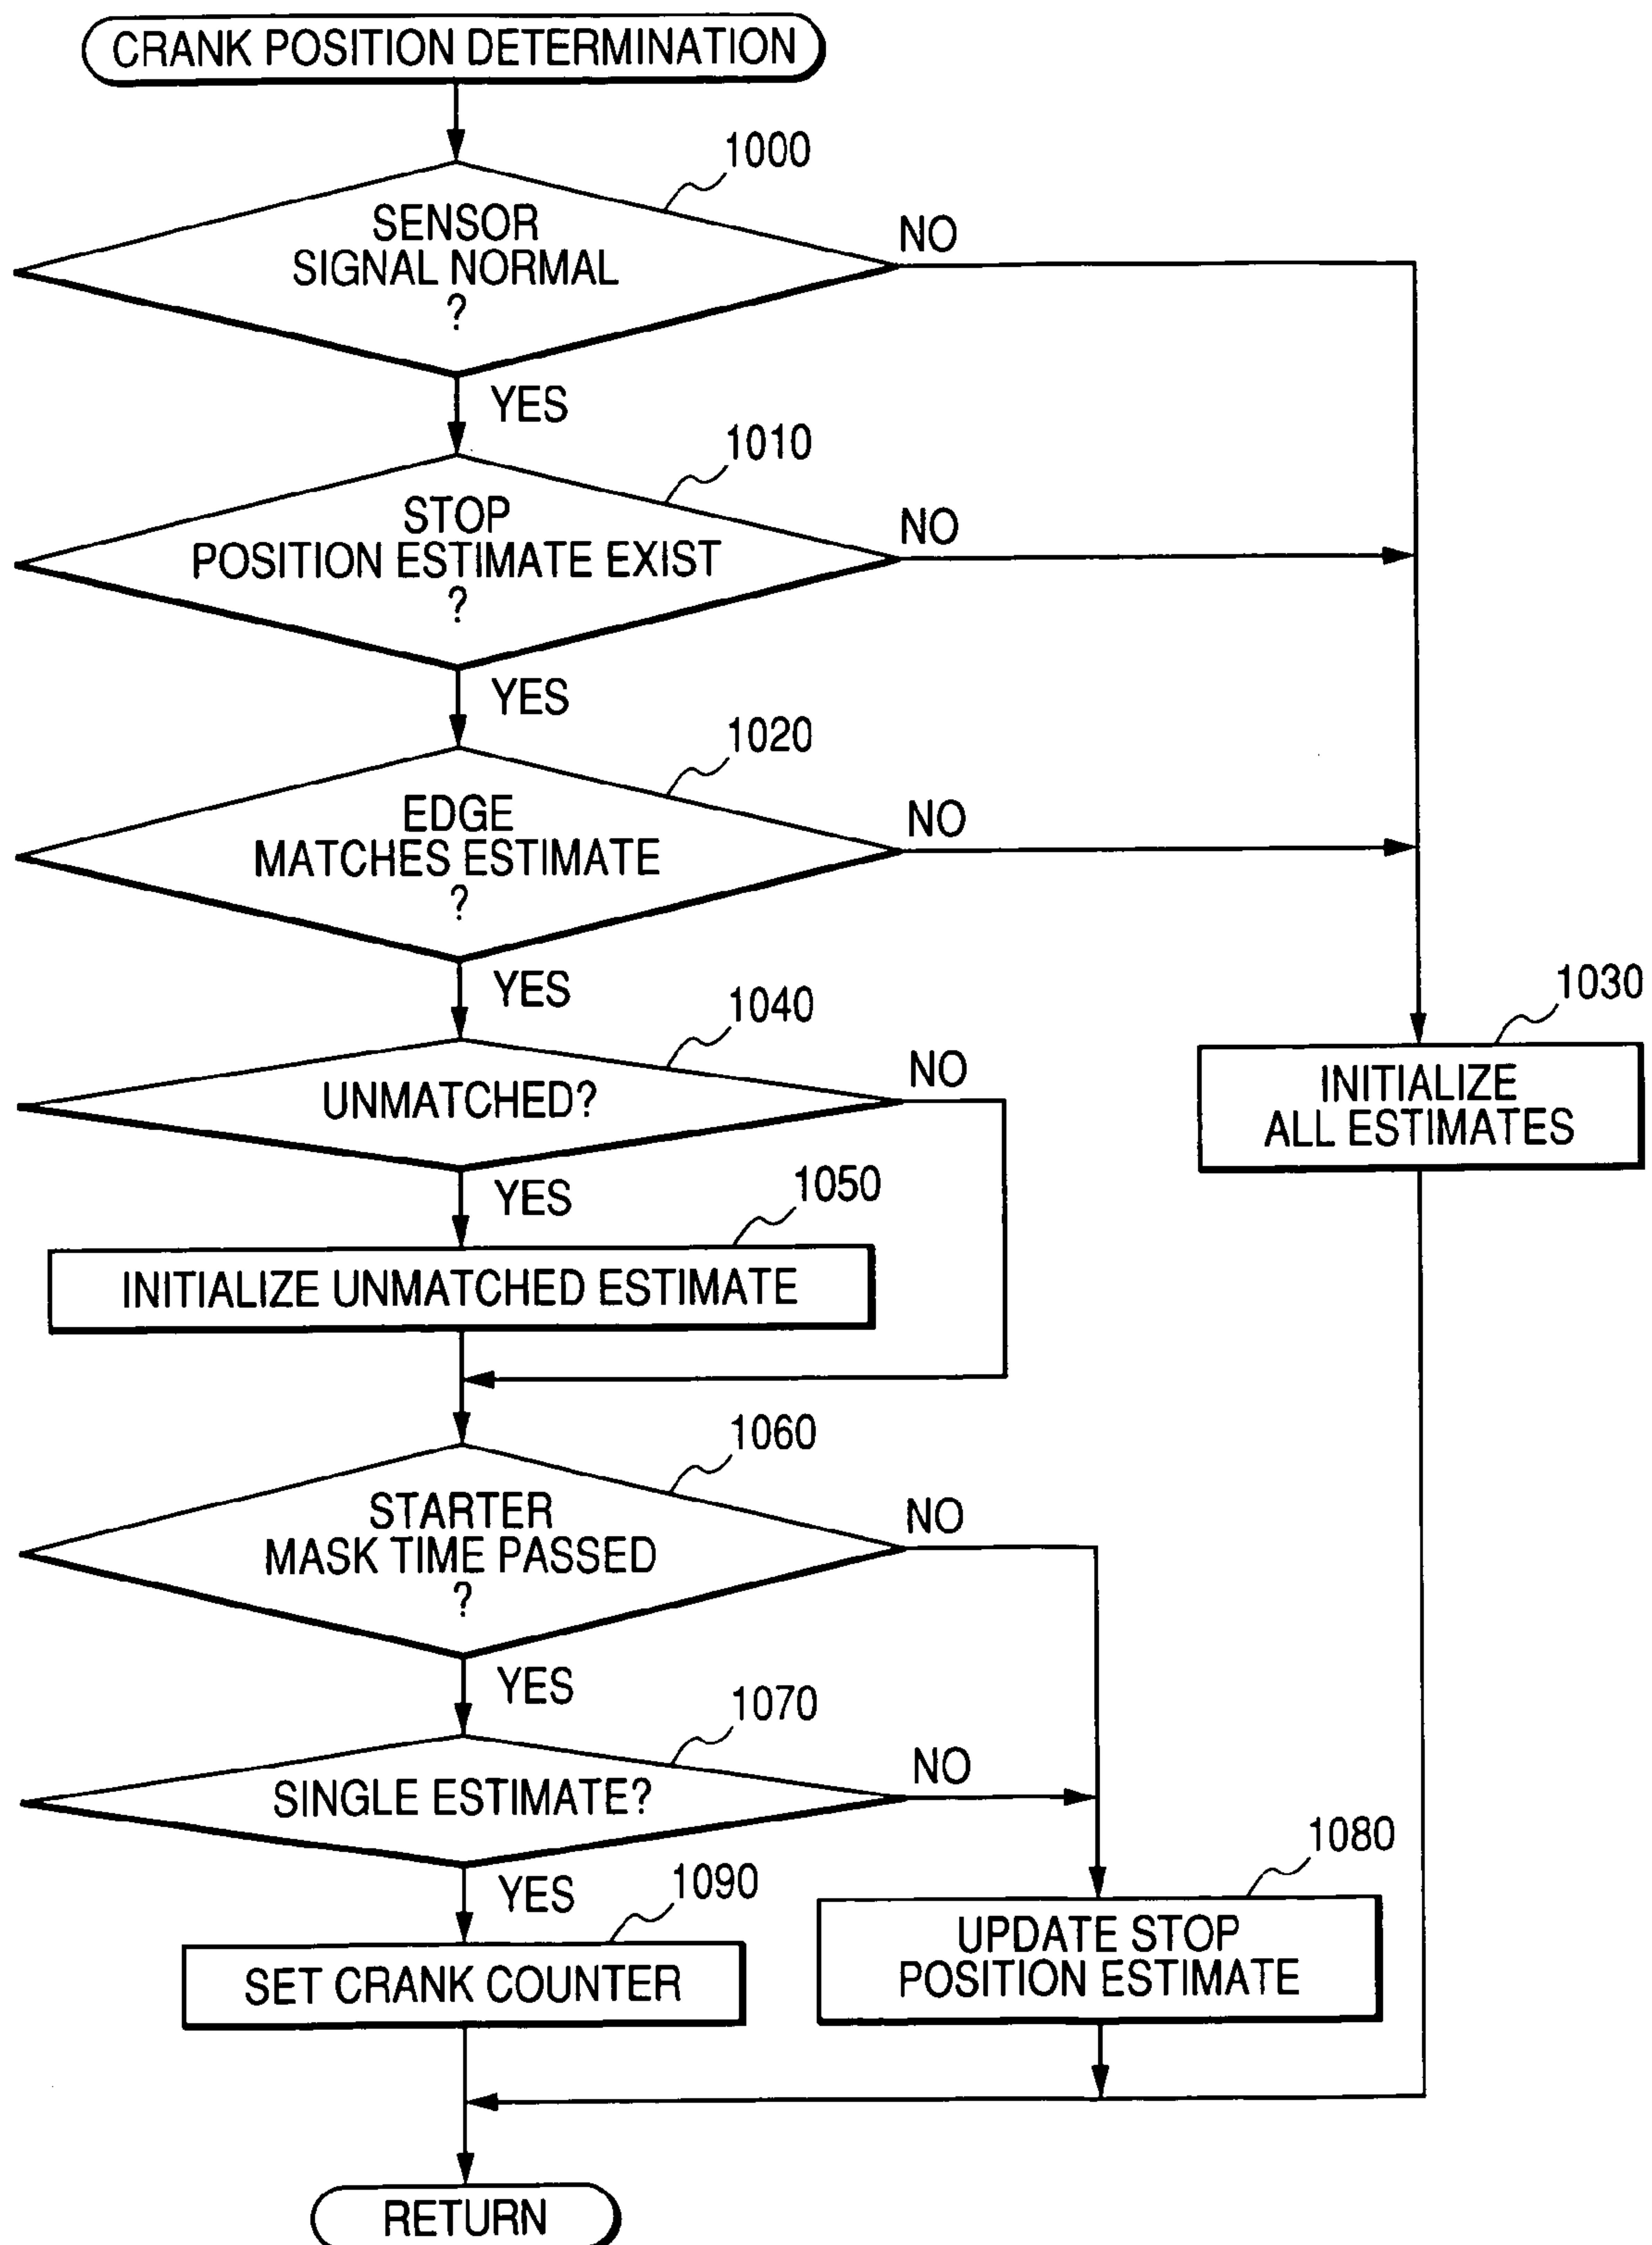 CRANK POSITION DETERMINATION
1000
SENSOR
SIGNAL NORMAL
?
NO
YES
1010
STOP
POSITION ESTIMATE EXIST
?
NO
YES
1020
EDGE
MATCHES ESTIMATE
?
NO
YES
1030
INITIALIZE
ALL ESTIMATES
1040
UNMATCHED?
NO
YES
1050
INITIALIZE UNMATCHED ESTIMATE
1060
STARTER
MASK TIME PASSED
?
NO
YES
1070
SINGLE ESTIMATE?
NO
YES
1080
UPDATE STOP
POSITION ESTIMATE
1090
SET CRANK COUNTER
RETURN